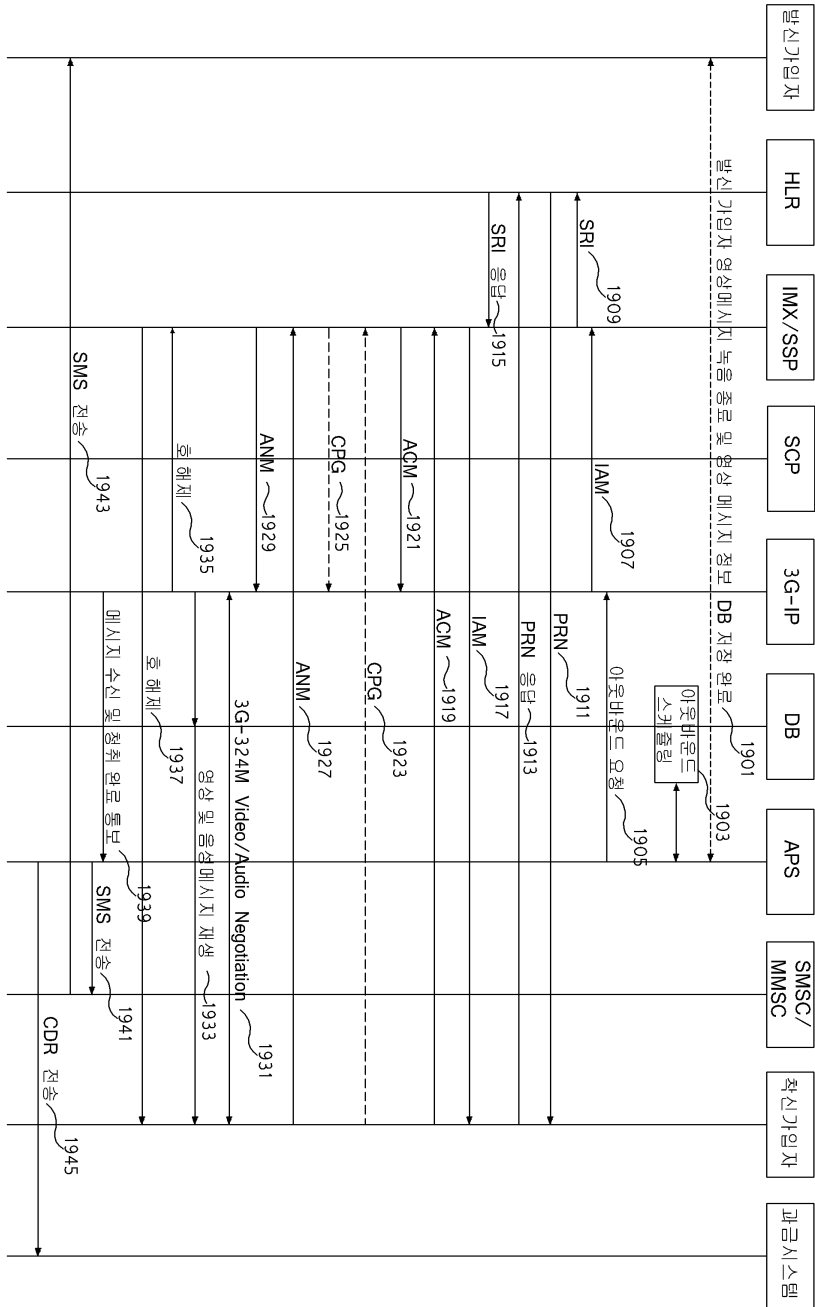 발신가입자
HLR
IMX/SSP
SCP
3G-IP
DB
APS
SMSC/
MMSC
착신가입자
과금시스템
발신 가입자 영상메시지 녹음 종료 및 영상 메시지 정보 DB 저장 완료
1901
아웃바운드
스케줄링
1903
아웃바운드 요청
1905
IAM
1907
SRI
1909
PRN
1911
PRN 응답
1913
SRI 응답
1915
IAM
1917
ACM
1919
ACM
1921
CPG
1923
CPG
1925
ANM
1927
ANM
1929
3G-324M Video/Audio Negotiation
1931
영상 및 음성메시지 재생
1933
호 해제
1935
호 해제
1937
메시지 수신 및 청취 완료 통보
1939
SMS 전송
1941
SMS 전송
1943
CDR 전송
1945